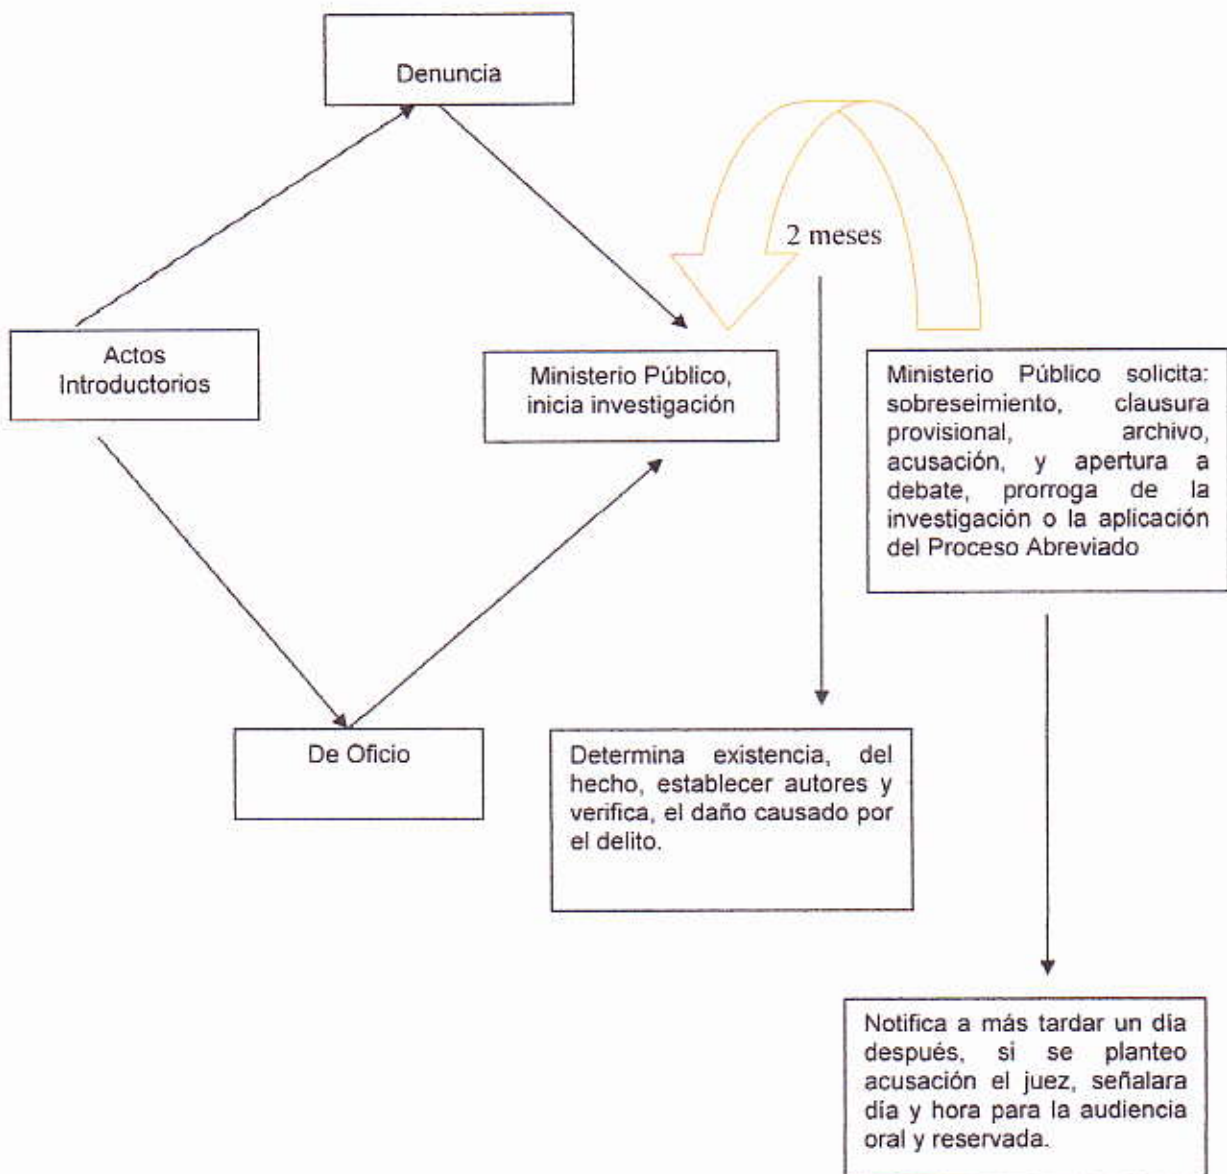 Denuncia
2 meses
Actos
Introductorios
Ministerio Público,
inicia investigación
Ministerio Público solicita:
sobreseimiento, clausura
provisional, archivo,
acusación, y apertura a
debate, prorroga de la
investigación o la aplicación
del Proceso Abreviado
De Oficio
Determina existencia, del
hecho, establecer autores y
verifica, el daño causado por
el delito.
Notifica a más tardar un día
después, si se planteo
acusación el juez, señalara
día y hora para la audiencia
oral y reservada.